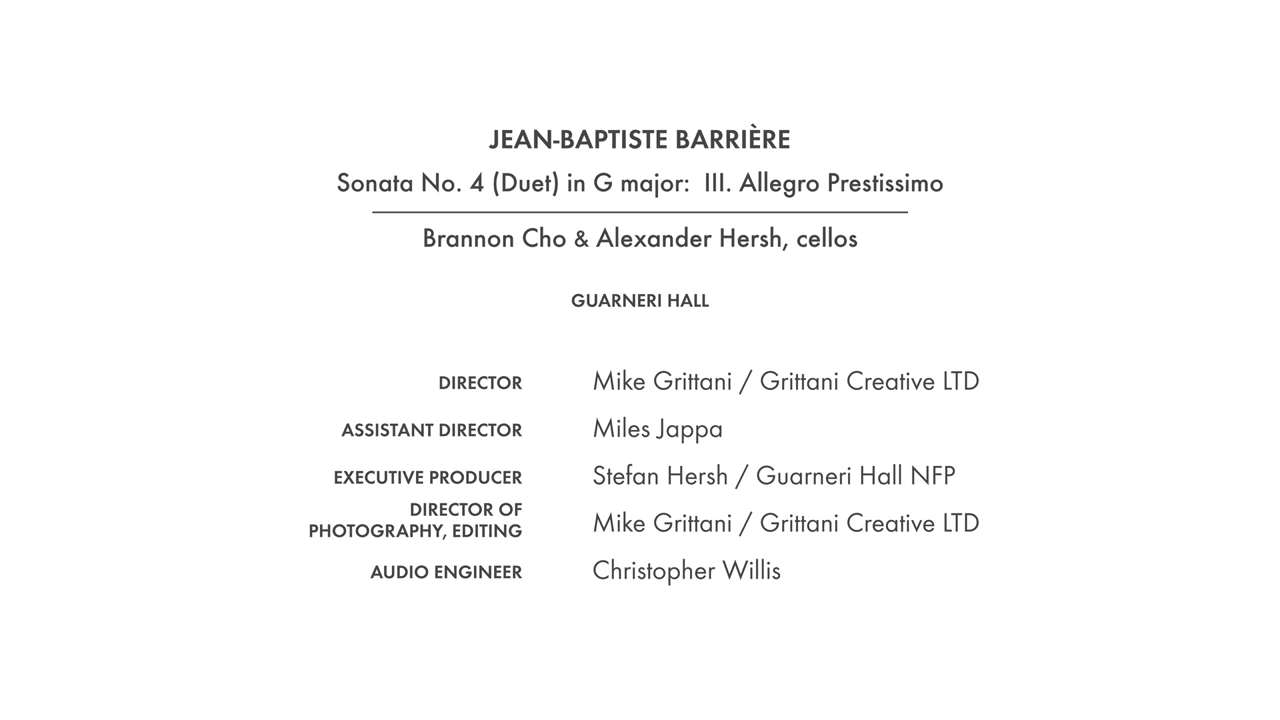 JEAN-BAPTISTE BARRIÈRE
Sonata No. 4 (Duet) in G major:  III. Allegro Prestissimo
Brannon Cho & Alexander Hersh, cellos
GUARNERI HALL
DIRECTOR Mike Grittani / Grittani Creative LTD
ASSISTANT DIRECTOR Miles Jappa
EXECUTIVE PRODUCER Stefan Hersh / Guarneri Hall NFP
DIRECTOR OF
PHOTOGRAPHY, EDITING Mike Grittani / Grittani Creative LTD
AUDIO ENGINEER Christopher Willis